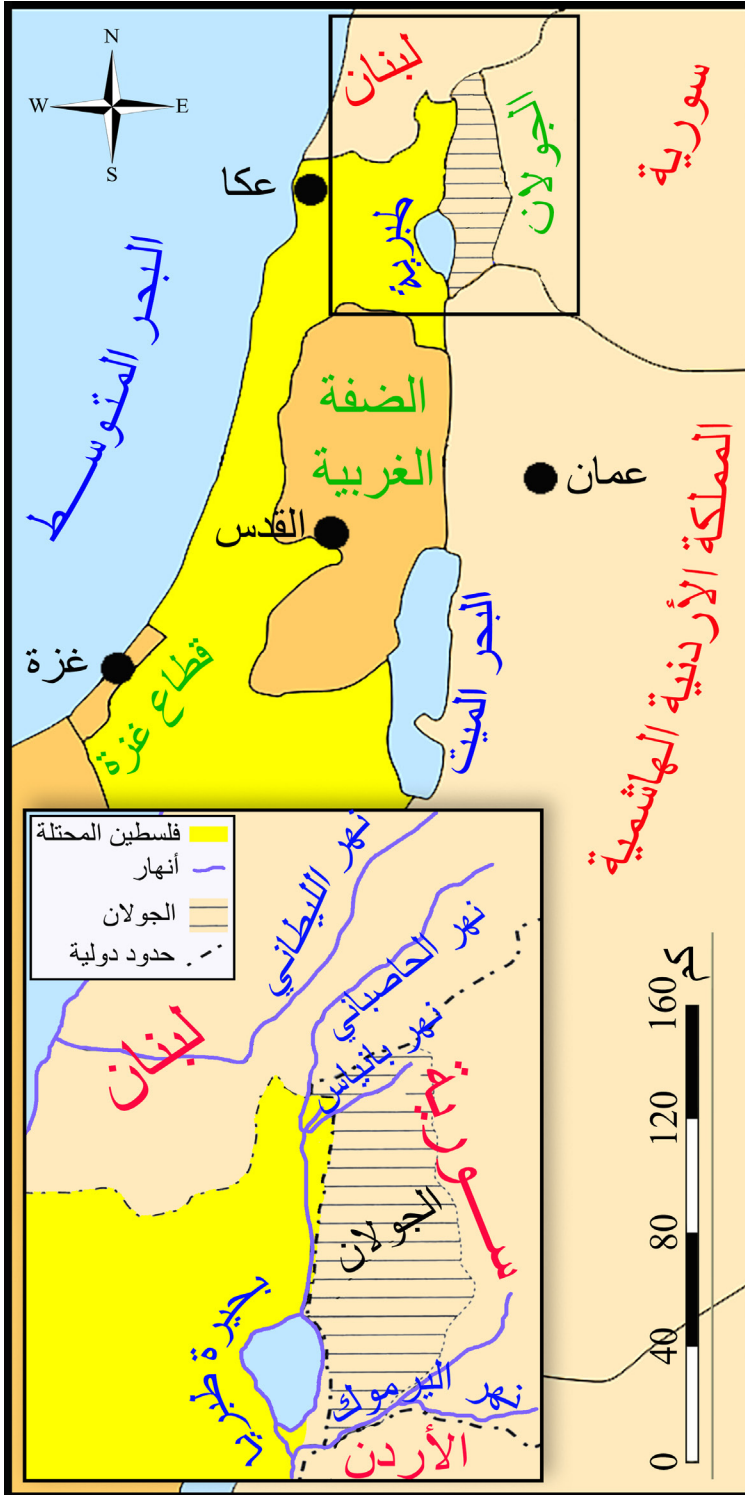 N
W E
S
لبنان
سورية
الجولان
عكا
طبرية
البحر المتوسط
الضفة
الغربية
عمان
القدس
المملكة الأردنية الهاشمية
البحر الميت
غزة
قطاع غزة
فلسطين المحتلة
أنهار
الجولان
حدود دولية
نهر الليطاني
نهر الحاصباني
نهر بانياس
لبنان
سورية
الجولان
بحيرة طبريا
نهر اليرموك
الأردن
كم
160
120
80
40
0